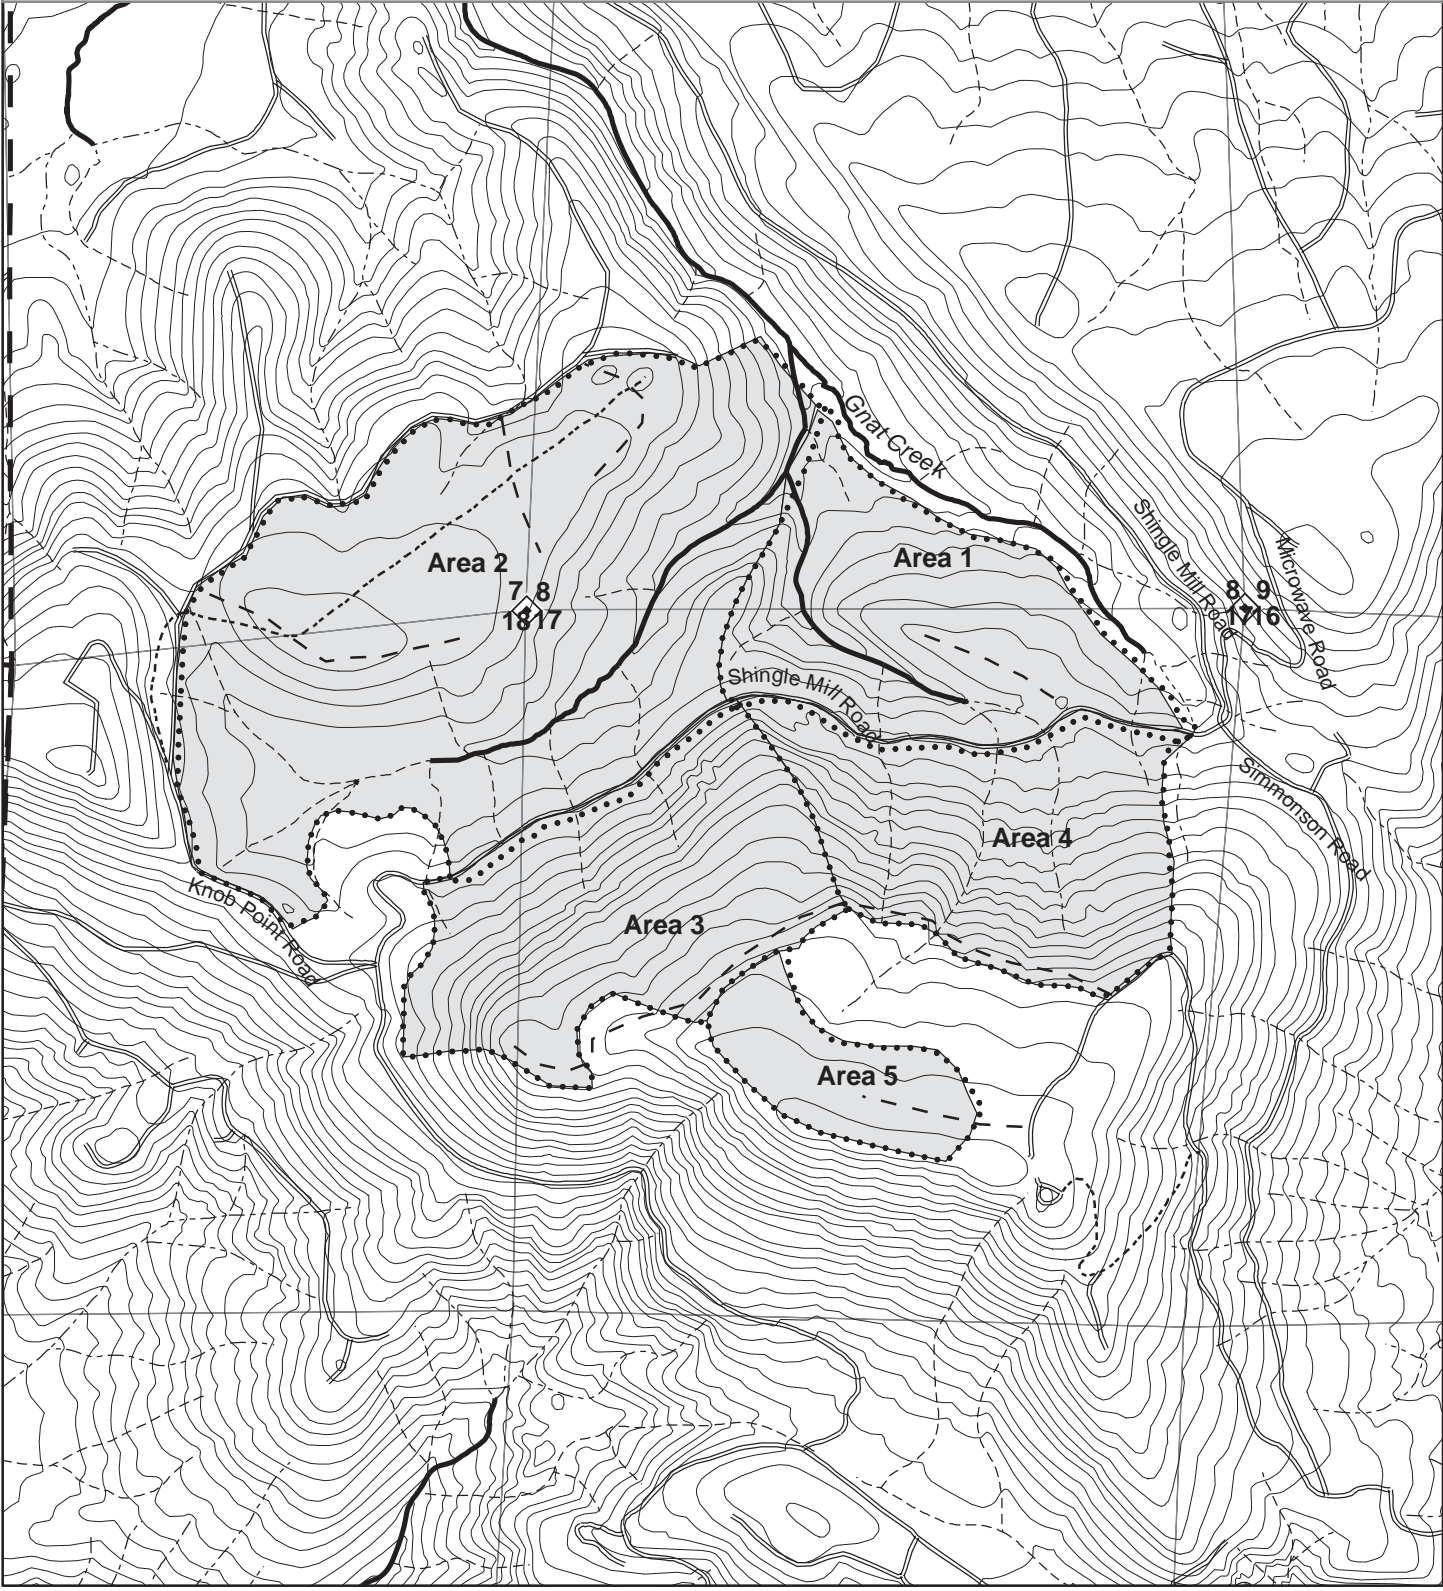 Gnat Creek
Shingle Mill Road
Microwave Road
Area 1
Area 2
7 8
18 17
8 9
17 16
Shingle Mill Road
Simmonson Road
Area 4
Knob Point Road
Area 3
Area 5